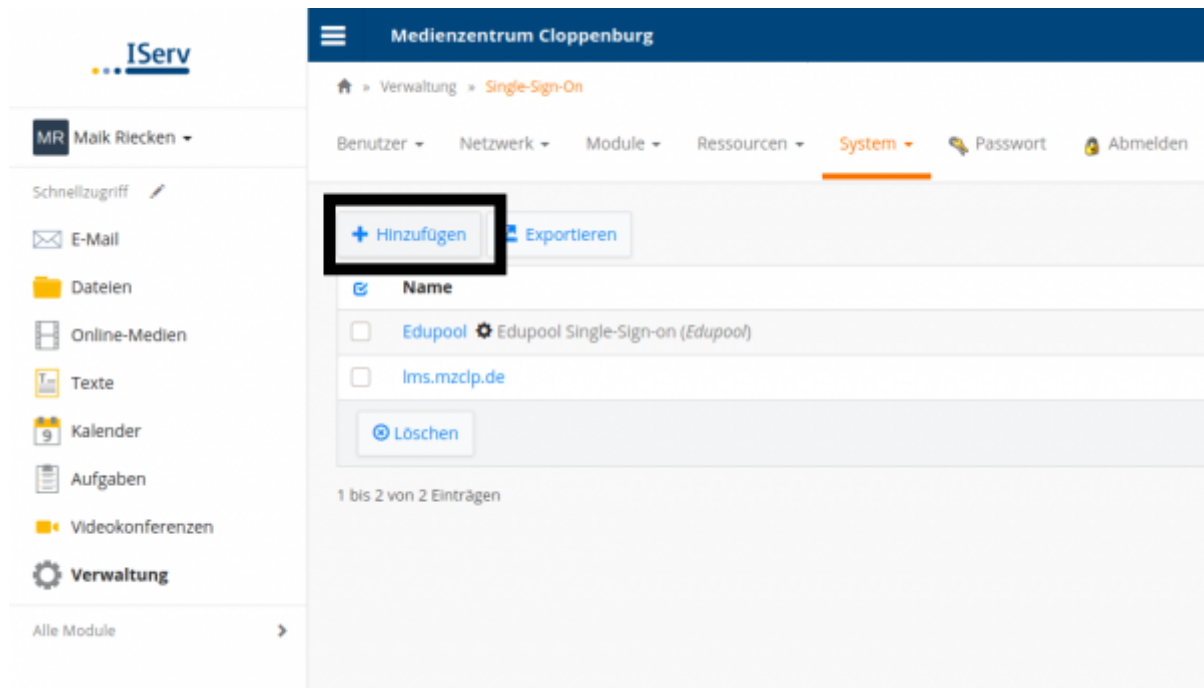 IServ
Medienzentrum Cloppenburg
» Verwaltung » Single-Sign-On
MR Maik Riecken
Benutzer Netzwerk Module Ressourcen System Passwort Abmelden
Schnellzugriff
+ Hinzufügen Exportieren
E-Mail
Dateien
Online-Medien
Texte
9 Kalender
Aufgaben
Videokonferenzen
Verwaltung
Alle Module
Name
Edupool Edupool Single-Sign-on (Edupool)
lms.mzclp.de
Löschen
1 bis 2 von 2 Einträgen